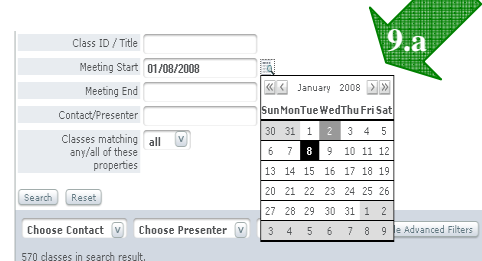 9.a
Class ID / Title
Meeting Start 01/08/2008
Meeting End
Contact/Presenter
Classes matching
any/all of these
properties
all V
« ‹ January 2008 › »
Sun Mon Tue Wed Thu Fri Sat
30 31 1 2 3 4 5
6 7 8 9 10 11 12
13 14 15 16 17 18 19
20 21 22 23 24 25 26
27 28 29 30 31 1 2
3 4 5 6 7 8 9
Search Reset
Choose Contact V Choose Presenter V Advanced Filters
570 classes in search result.